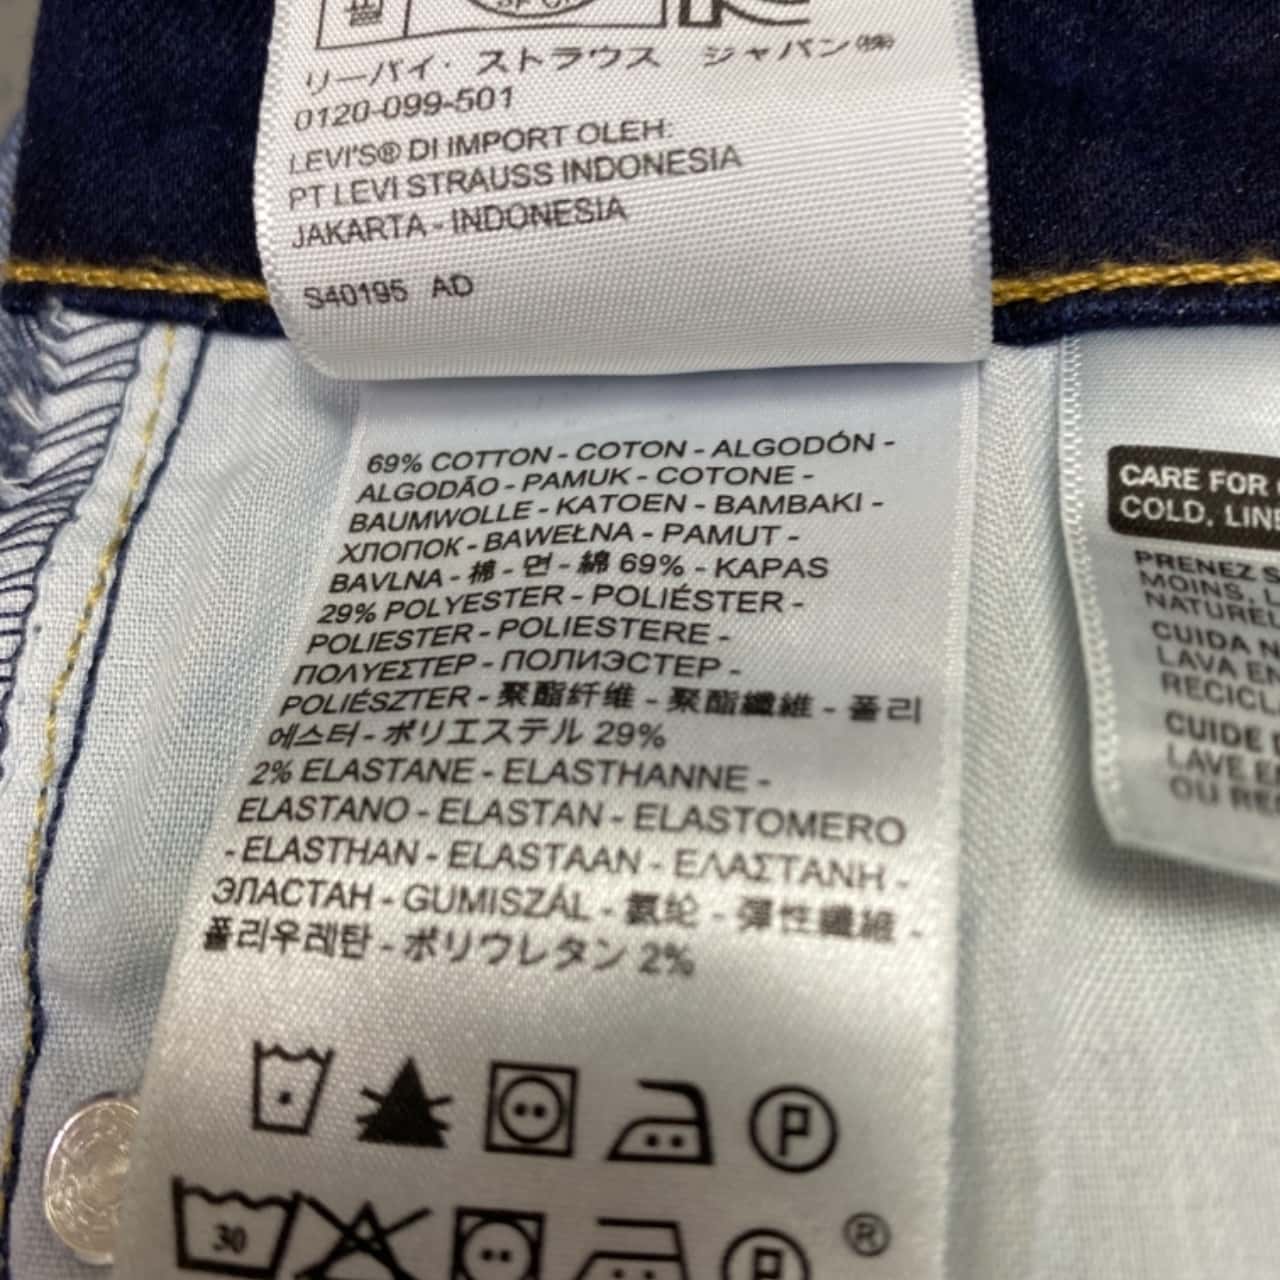 リーバイ・ストラウス ジャパン㈱
0120-099-501
LEVI'S® DI IMPORT OLEH:
PT LEVI STRAUSS INDONESIA
JAKARTA - INDONESIA
S40195 AD
69% COTTON - COTON - ALGODÓN -
ALGODÃO - PAMUK - COTONE -
BAUMWOLLE - KATOEN - BAMBAKI -
ХЛОПОК - BAWEŁNA - PAMUT -
BAVLNA - 棉 - 면 - 綿 69% - KAPAS
29% POLYESTER - POLIÉSTER -
POLIESTER - POLIESTERE -
ΠΟΛΥΕΣΤΕΡ - ПОЛИЭСТЕР -
POLIÉSZTER - 聚酯纤维 - 聚酯纖維 - 폴리
에스터 - ポリエステル 29%
2% ELASTANE - ELASTHANNE -
ELASTANO - ELASTAN - ELASTOMERO
- ELASTHAN - ELASTAAN - ΕΛΑΣΤΑΝΗ -
ЭЛАСТАН - GUMISZÁL - 氨纶 - 彈性纖維 -
폴리우레탄 - ポリウレタン 2%
P
30
P
®
CARE FOR
COLD, LINE
PRENEZ S
MOINS, L
NATUREL
CUIDA N
LAVA EN
RECICL
CUIDE
LAVE E
OU RE